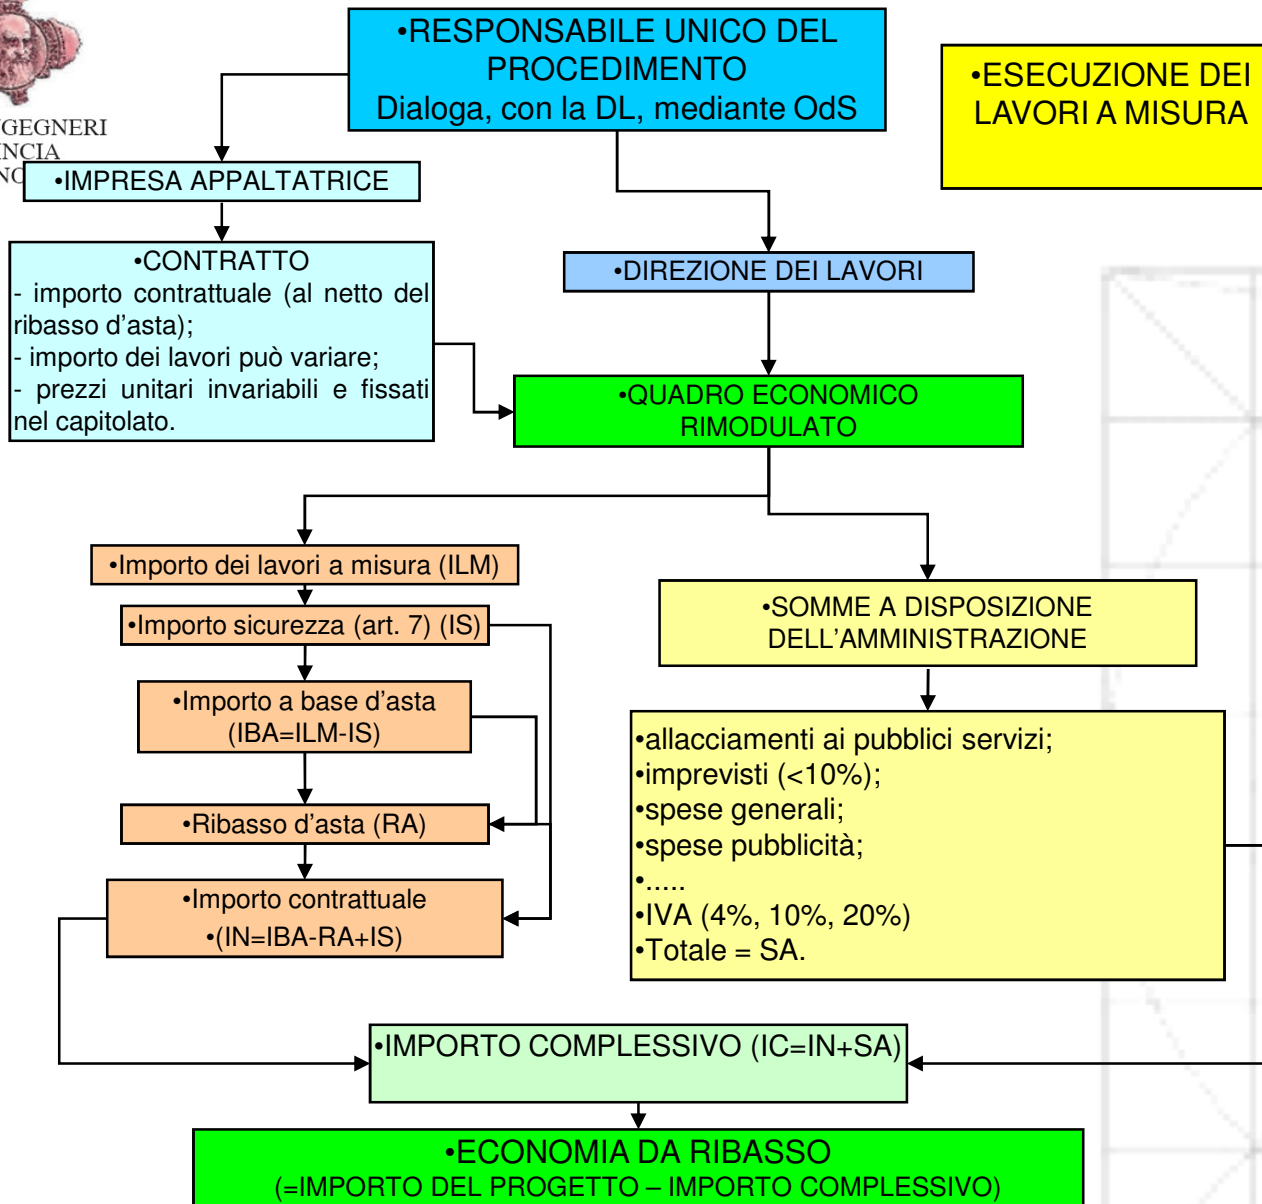 •RESPONSABILE UNICO DEL
PROCEDIMENTO
Dialoga, con la DL, mediante OdS
•ESECUZIONE DEI
LAVORI A MISURA
•IMPRESA APPALTATRICE
•CONTRATTO
- importo contrattuale (al netto del
ribasso d'asta);
- importo dei lavori può variare;
- prezzi unitari invariabili e fissati
nel capitolato.
•DIREZIONE DEI LAVORI
•QUADRO ECONOMICO
RIMODULATO
•Importo dei lavori a misura (ILM)
•Importo sicurezza (art. 7) (IS)
•Importo a base d'asta
(IBA=ILM-IS)
•Ribasso d'asta (RA)
•Importo contrattuale
•(IN=IBA-RA+IS)
•SOMME A DISPOSIZIONE
DELL'AMMINISTRAZIONE
•allacciamenti ai pubblici servizi;
•imprevisti (<10%);
•spese generali;
•spese pubblicità;
•.....
•IVA (4%, 10%, 20%)
•Totale = SA.
•IMPORTO COMPLESSIVO (IC=IN+SA)
•ECONOMIA DA RIBASSO
(=IMPORTO DEL PROGETTO – IMPORTO COMPLESSIVO)